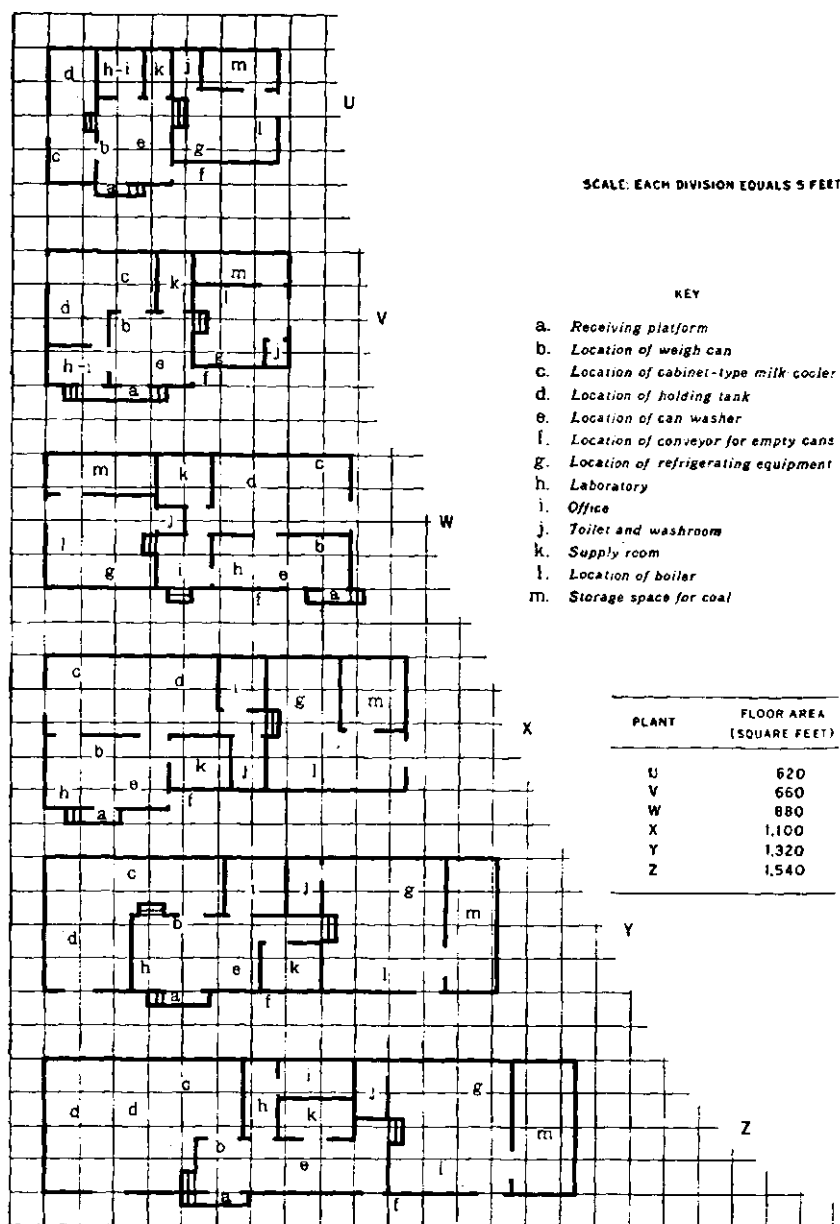 d h-i k j m
U
l
b e g
c f
a
SCALE: EACH DIVISION EQUALS 5 FEET
c k m
l
d b
V
h-i e g j
a f
m k d c
j
W
l b
g i h e
f a
c d i g m
X
b
k j l
h e f
a
c i j g
m
b
Y
d h e k l
a f
c i j g
d d h k
m
Z
b e l
a f
KEY
a. Receiving platform
b. Location of weigh can
c. Location of cabinet-type milk cooler
d. Location of holding tank
e. Location of can washer
f. Location of conveyor for empty cans
g. Location of refrigerating equipment
h. Laboratory
i. Office
j. Toilet and washroom
k. Supply room
l. Location of boiler
m. Storage space for coal
PLANT FLOOR AREA (SQUARE FEET)
U 620
V 660
W 880
X 1,100
Y 1,320
Z 1,540